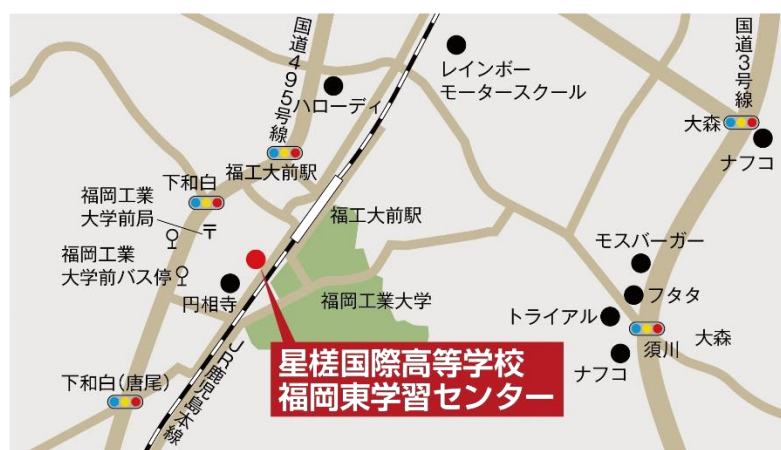 国道495号線
ハローディ
レインボー
モータースクール
国道3号線
大森
ナフコ
福工大前駅
下和白
福岡工業
大学前局
〒
福工大前駅
福岡工業
大学前バス停
円相寺
福岡工業大学
モスバーガー
フタタ
トライアル
須川
大森
ナフコ
星槎国際高等学校
福岡東学習センター
下和白(唐尾)
JR鹿児島本線